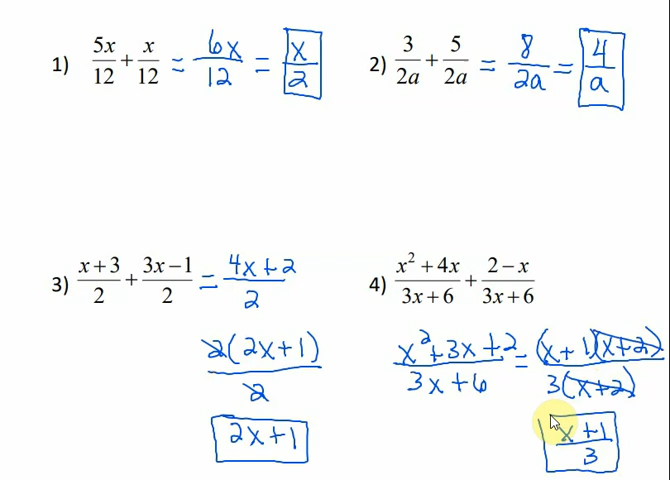 1) 5x/12 + x/12 = 6x/12 = x/2
2) 3/2a + 5/2a = 8/2a = 4/a
3) x+3/2 + 3x−1/2 = 4x+2/2
2(2x+1)/2
2x+1
4) x²+4x/3x+6 + 2−x/3x+6
x²+3x+2/3x+6 = (x+1)(x+2)/3(x+2)
x+1/3